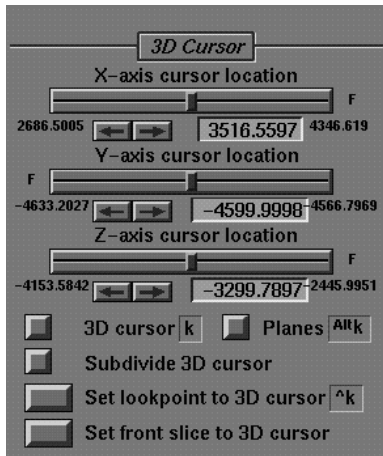 3D Cursor
X-axis cursor location
F
2686.5005 3516.5597 4346.619
Y-axis cursor location
F
-4633.2027 -4599.9998 -4566.7969
Z-axis cursor location
F
-4153.5842 -3299.7897 -2445.9951
3D cursor k Planes Alt k
Subdivide 3D cursor
Set lookpoint to 3D cursor ^k
Set front slice to 3D cursor